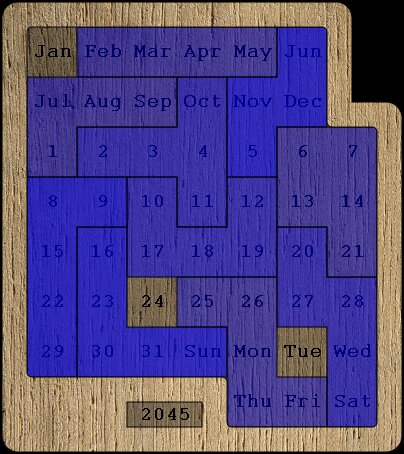 Jan Feb Mar Apr May Jun
Jul Aug Sep Oct Nov Dec
1 2 3 4 5 6 7
8 9 10 11 12 13 14
15 16 17 18 19 20 21
22 23 24 25 26 27 28
29 30 31 Sun Mon Tue Wed
Thu Fri Sat
2045